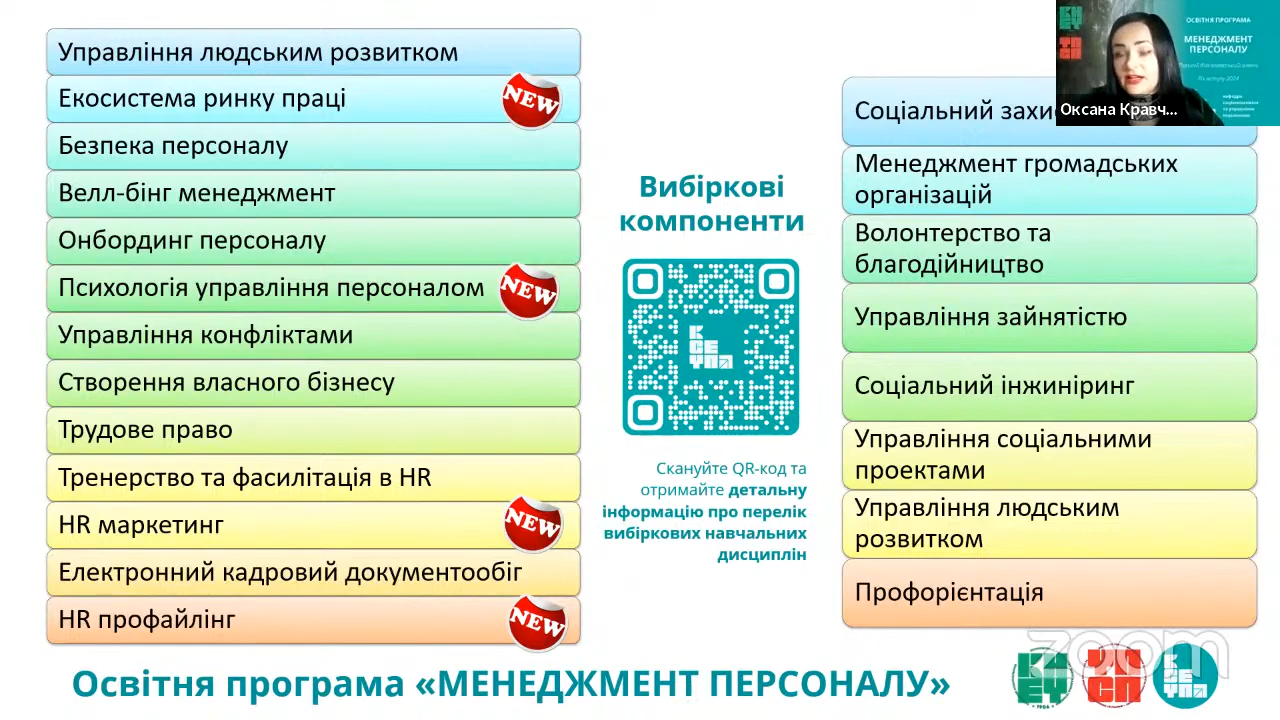 Управління людським розвитком
Екосистема ринку праці
NEW
Безпека персоналу
Велл-бінг менеджмент
Онбординг персоналу
Психологія управління персоналом
NEW
Управління конфліктами
Створення власного бізнесу
Трудове право
Тренерство та фасилітація в HR
HR маркетинг
NEW
Електронний кадровий документообіг
HR профайлінг
NEW
Вибіркові
компоненти
Скануйте QR-код та
отримайте детальну
інформацію про перелік
вибіркових навчальних
дисциплін
ОСВІТНЯ ПРОГРАМА
МЕНЕДЖМЕНТ
ПЕРСОНАЛУ
Оксана Кравч...
Соціальний
Менеджмент громадських
організацій
Волонтерство та
благодійництво
Управління зайнятістю
Соціальний інжиніринг
Управління соціальними
проектами
Управління людським
розвитком
Профорієнтація
Освітня програма «МЕНЕДЖМЕНТ ПЕРСОНАЛУ»
zoom